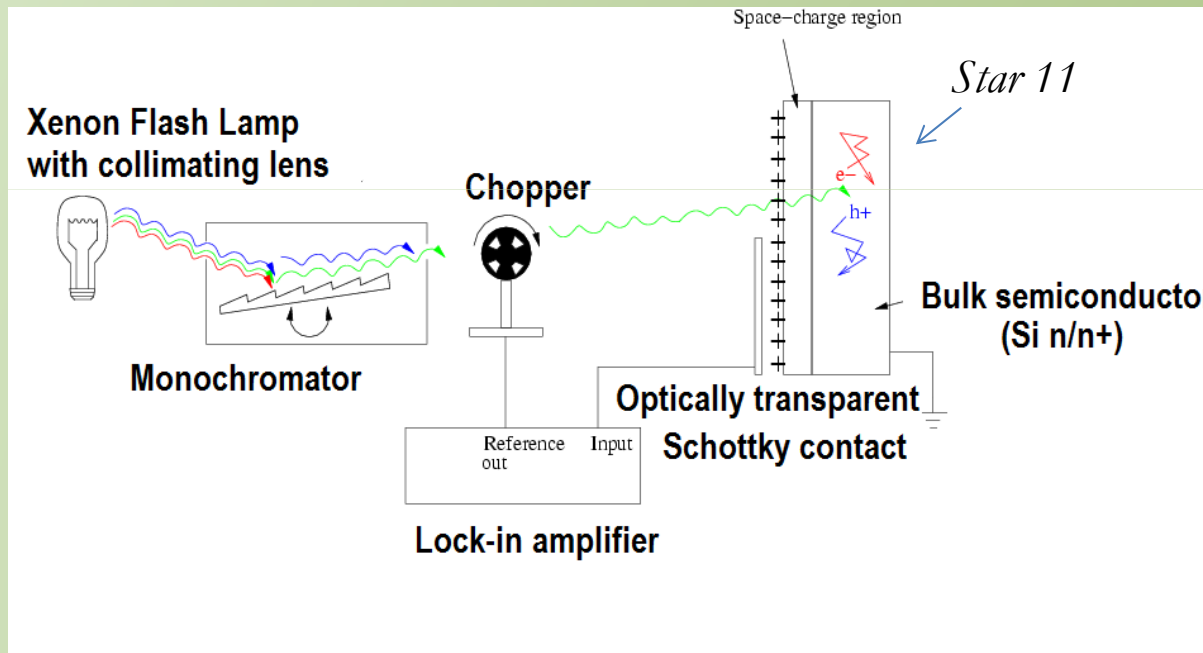 Space–charge region
Star 11
Xenon Flash Lamp
with collimating lens
Chopper
e–
h+
Bulk semiconducto
(Si n/n+)
Monochromator
Optically transparent
Schottky contact
Reference
out
Input
Lock-in amplifier